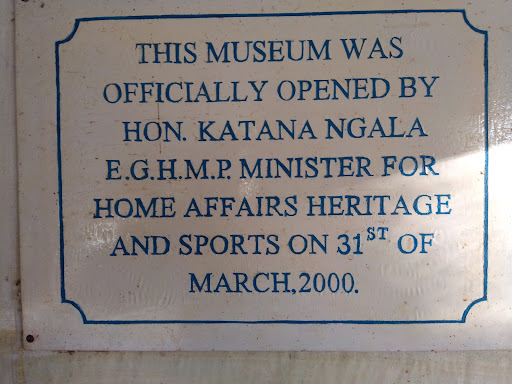 THIS MUSEUM WAS
OFFICIALLY OPENED BY
HON. KATANA NGALA
E.G.H.M.P. MINISTER FOR
HOME AFFAIRS HERITAGE
AND SPORTS ON 31ST OF
MARCH,2000.